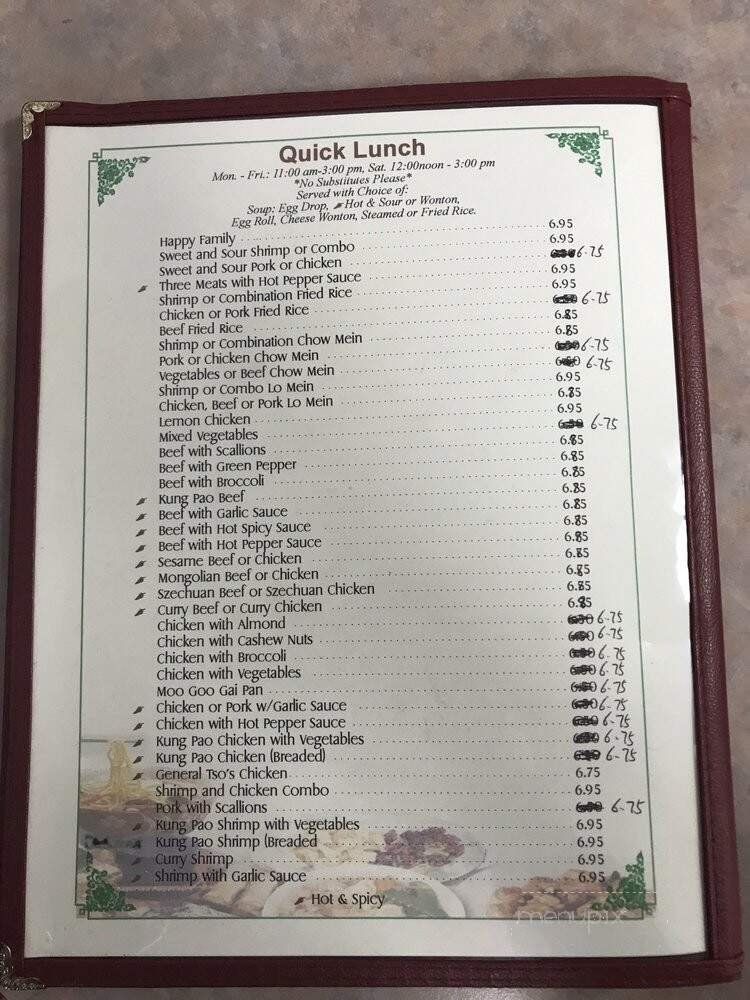 Quick Lunch
Mon. - Fri.: 11:00 am-3:00 pm, Sat. 12:00noon - 3:00 pm
*No Substitutes Please*
Served with Choice of:
Soup: Egg Drop, Hot & Sour or Wonton,
Egg Roll, Cheese Wonton, Steamed or Fried Rice.
Happy Family 6.95
Sweet and Sour Shrimp or Combo 6.95
Sweet and Sour Pork or Chicken 6-75
Three Meats with Hot Pepper Sauce 6.95
Shrimp or Combination Fried Rice 6.95
Chicken or Pork Fried Rice 6-75
Beef Fried Rice 6.85
Shrimp or Combination Chow Mein 6.85
Pork or Chicken Chow Mein 6-75
Vegetables or Beef Chow Mein 6-75
Shrimp or Combo Lo Mein 6.95
Chicken, Beef or Pork Lo Mein 6.85
Lemon Chicken 6.95
Mixed Vegetables 6-75
Beef with Scallions 6.85
Beef with Green Pepper 6.85
Beef with Broccoli 6.85
Kung Pao Beef 6.85
Beef with Garlic Sauce 6.85
Beef with Hot Spicy Sauce 6.85
Beef with Hot Pepper Sauce 6.85
Sesame Beef or Chicken 6.85
Mongolian Beef or Chicken 6.85
Szechuan Beef or Szechuan Chicken 6.85
Curry Beef or Curry Chicken 6.85
Chicken with Almond 6-75
Chicken with Cashew Nuts 6-75
Chicken with Broccoli 6-75
Chicken with Vegetables 6-75
Moo Goo Gai Pan 6-75
Chicken or Pork w/Garlic Sauce 6-75
Chicken with Hot Pepper Sauce 6-75
Kung Pao Chicken with Vegetables 6-75
Kung Pao Chicken (Breaded) 6-75
General Tso's Chicken 6.75
Shrimp and Chicken Combo 6.95
Pork with Scallions 6-75
Kung Pao Shrimp with Vegetables 6.95
Kung Pao Shrimp (Breaded 6.95
Curry Shrimp 6.95
Shrimp with Garlic Sauce 6.95
Hot & Spicy
menupix